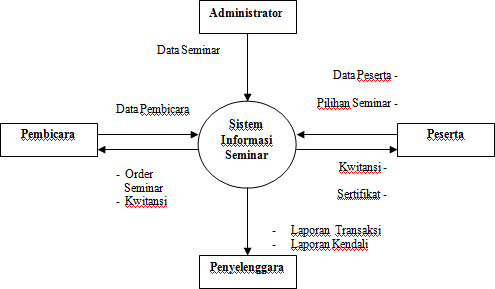 Administrator
Data Seminar
Data Peserta -
Pilihan Seminar -
Data Pembicara
Pembicara
Sistem
Informasi
Seminar
Peserta
- Order
Seminar
- Kwitansi
Kwitansi -
Sertifikat -
- Laporan Transaksi
- Laporan Kendali
Penyelenggara